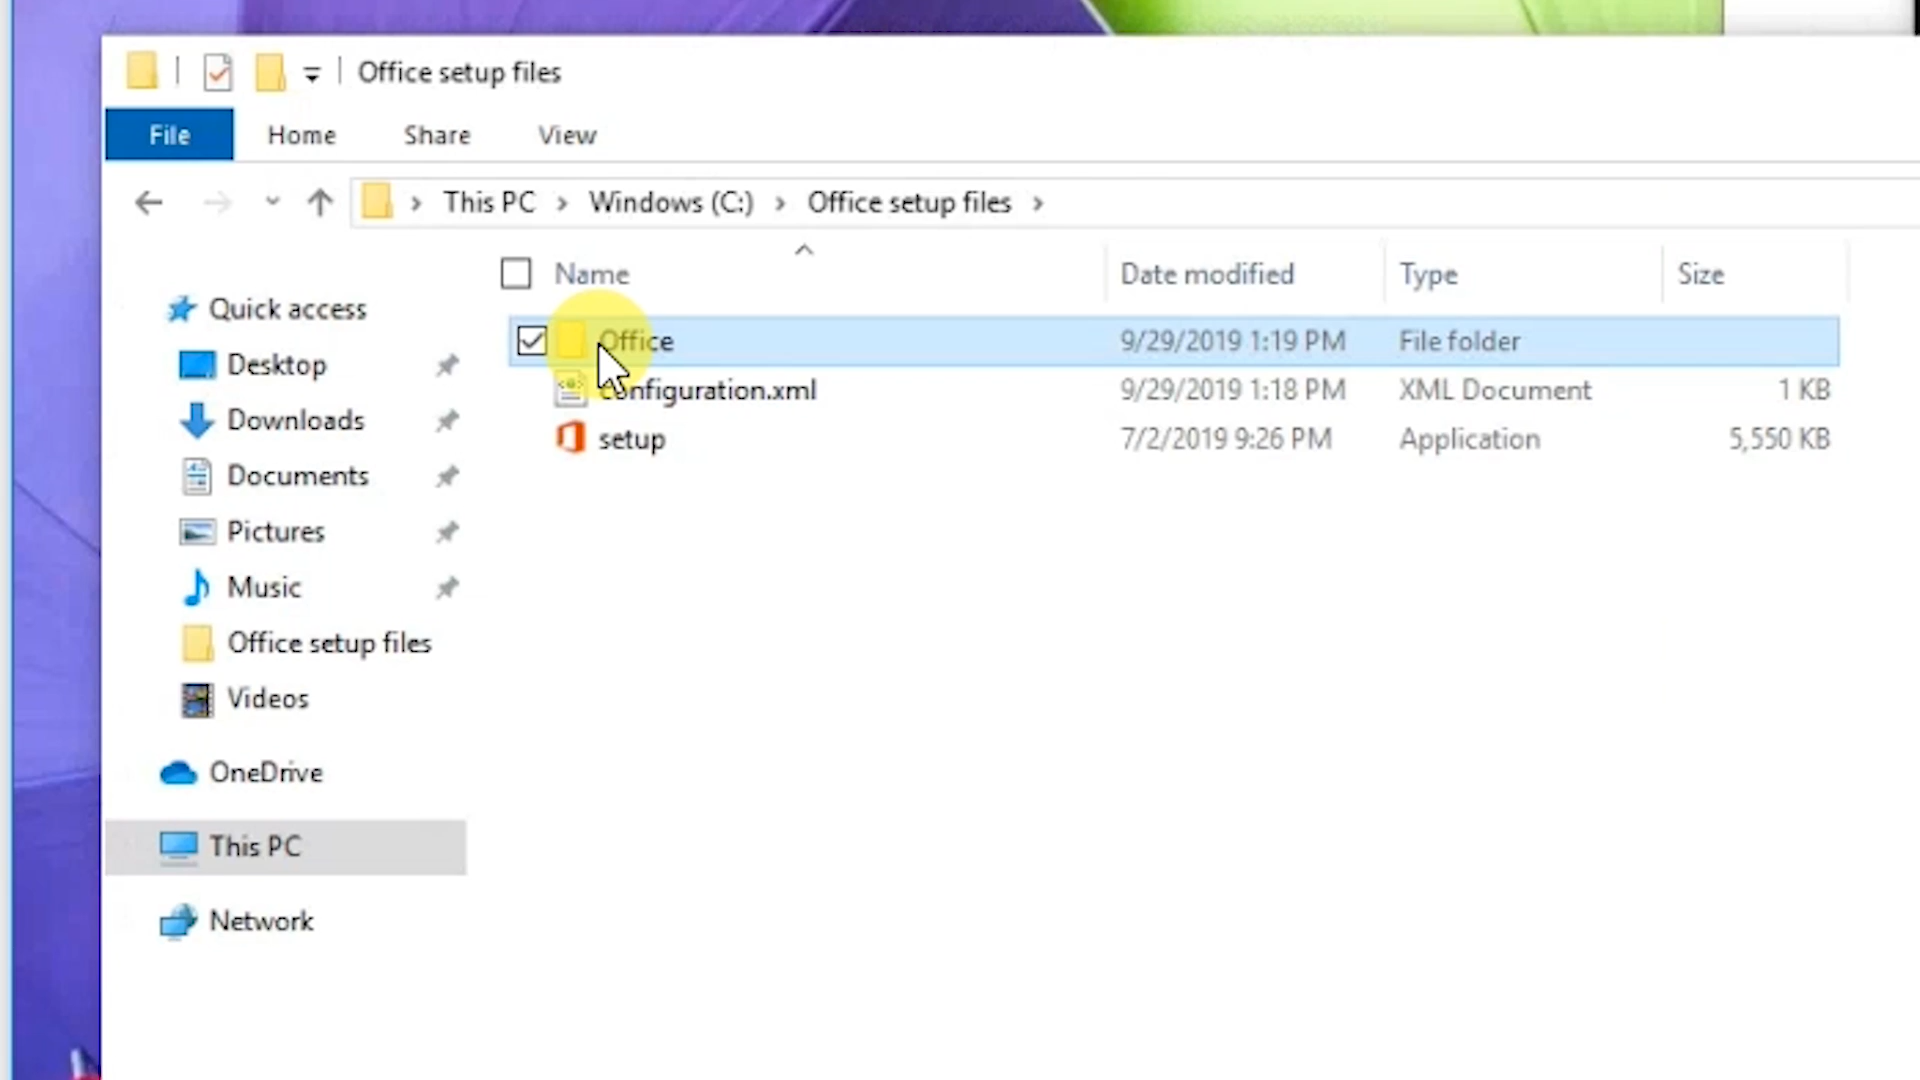 Office setup files
File Home Share View
This PC Windows (C:) Office setup files
Name Date modified Type Size
Quick access
Desktop
Downloads
Documents
Pictures
Music
Office setup files
Videos
OneDrive
This PC
Network
Office 9/29/2019 1:19 PM File folder
configuration.xml 9/29/2019 1:18 PM XML Document 1 KB
setup 7/2/2019 9:26 PM Application 5,550 KB